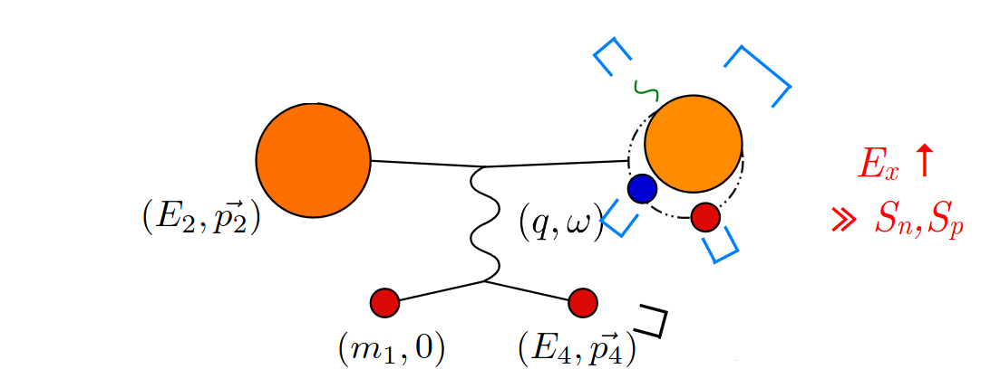 E_x ↑
(E_2, \vec{p_2})
(q, ω)
≫ S_n, S_p
(m_1, 0)
(E_4, \vec{p_4})